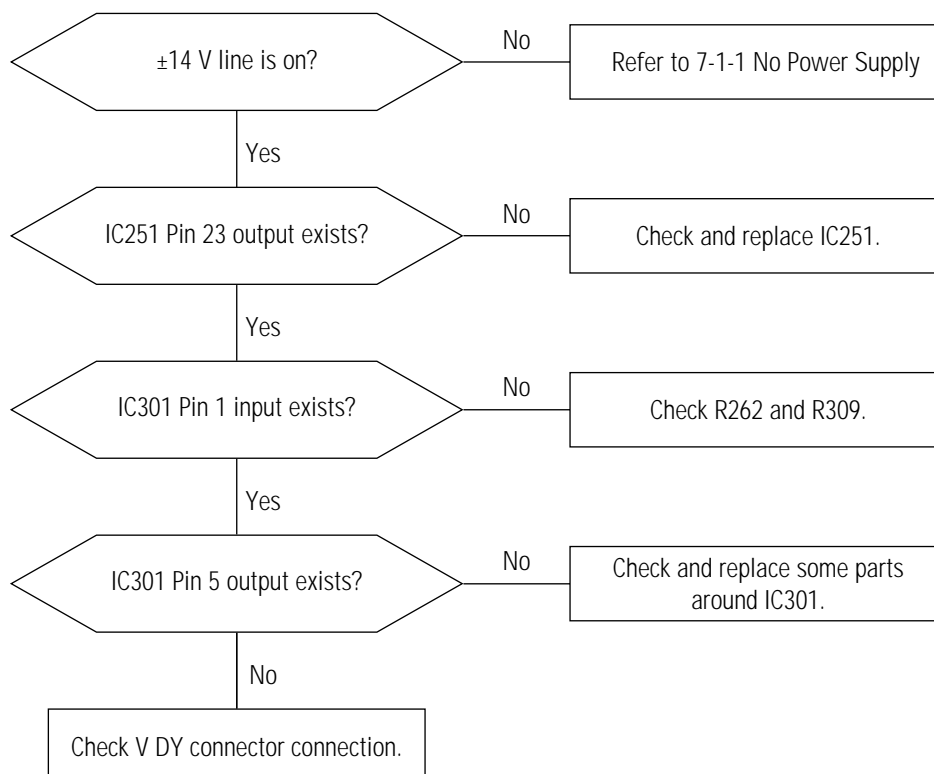 ±14 V line is on?
No
Refer to 7-1-1 No Power Supply
Yes
IC251 Pin 23 output exists?
No
Check and replace IC251.
Yes
IC301 Pin 1 input exists?
No
Check R262 and R309.
Yes
IC301 Pin 5 output exists?
No
Check and replace some parts
around IC301.
No
Check V DY connector connection.